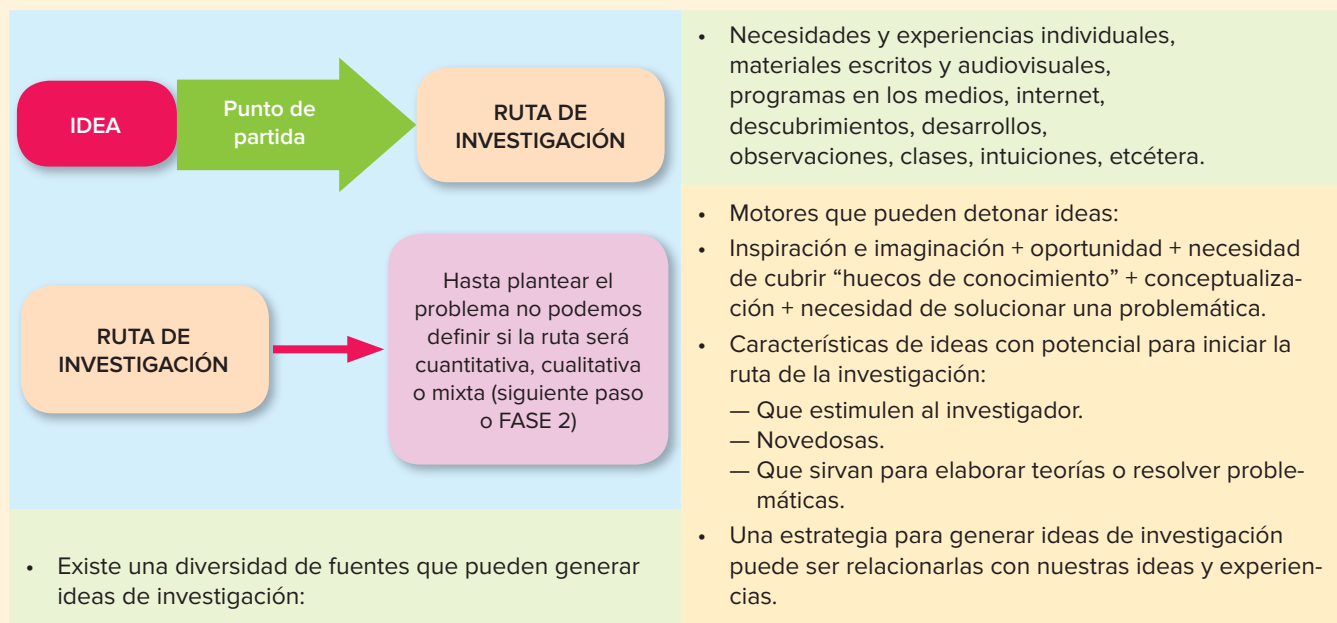 IDEA
Punto de
partida
RUTA DE
INVESTIGACIÓN
RUTA DE
INVESTIGACIÓN
Hasta plantear el
problema no podemos
definir si la ruta será
cuantitativa, cualitativa
o mixta (siguiente paso
o FASE 2)
• Existe una diversidad de fuentes que pueden generar
ideas de investigación:
• Necesidades y experiencias individuales,
materiales escritos y audiovisuales,
programas en los medios, internet,
descubrimientos, desarrollos,
observaciones, clases, intuiciones, etcétera.
• Motores que pueden detonar ideas:
• Inspiración e imaginación + oportunidad + necesidad
de cubrir “huecos de conocimiento” + conceptualiza-
ción + necesidad de solucionar una problemática.
• Características de ideas con potencial para iniciar la
ruta de la investigación:
— Que estimulen al investigador.
— Novedosas.
— Que sirvan para elaborar teorías o resolver proble-
máticas.
• Una estrategia para generar ideas de investigación
puede ser relacionarlas con nuestras ideas y experien-
cias.